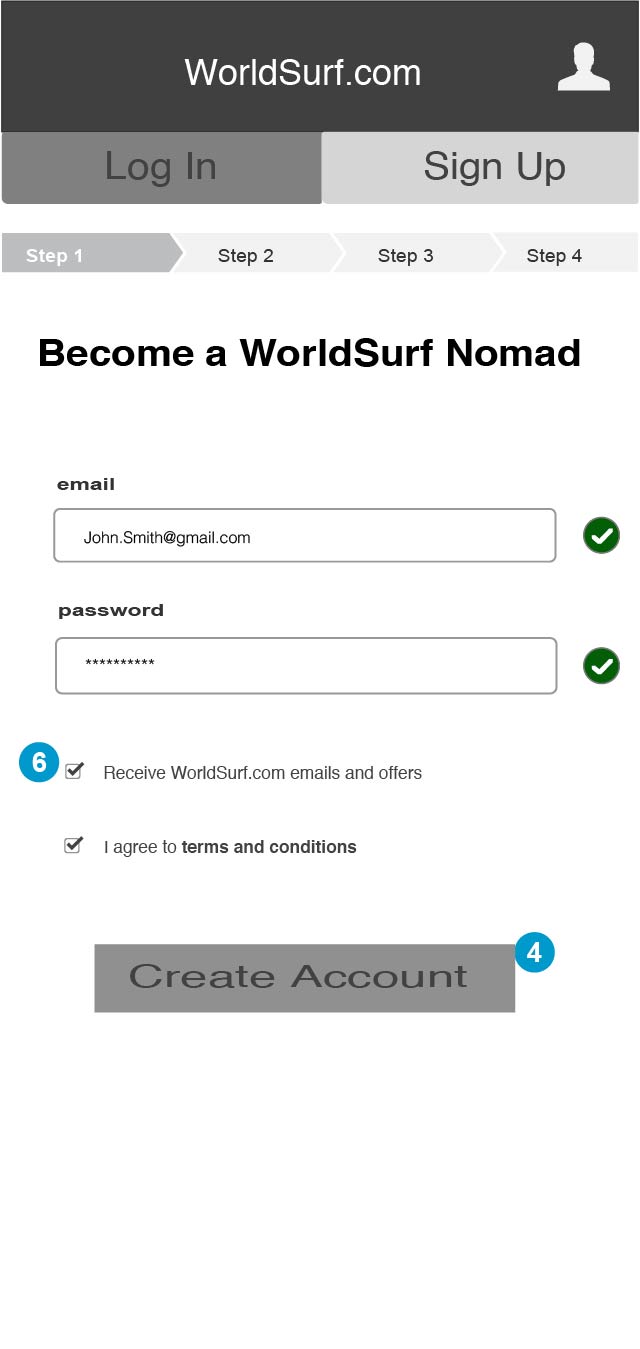 WorldSurf.com
Log In
Sign Up
Step 1
Step 2
Step 3
Step 4
Become a WorldSurf Nomad
email
John.Smith@gmail.com
password
**********
6
Receive WorldSurf.com emails and offers
I agree to terms and conditions
4
Create Account